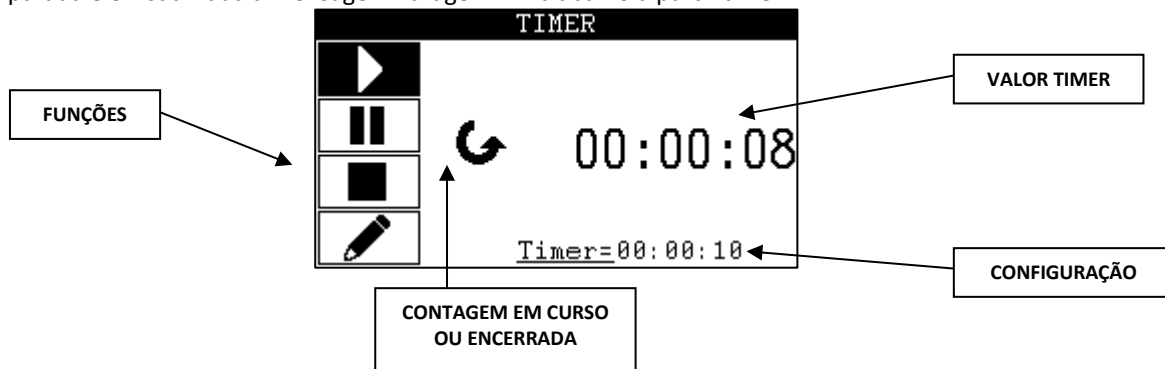 TIMER
VALOR TIMER
FUNÇÕES
00:00:08
Timer=00:00:10
CONFIGURAÇÃO
CONTAGEM EM CURSO
OU ENCERRADA